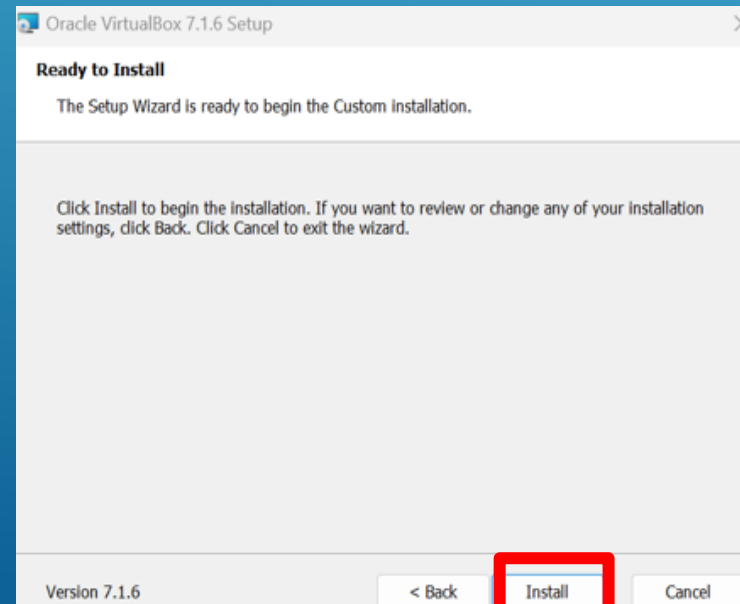 Oracle VirtualBox 7.1.6 Setup
Ready to Install
The Setup Wizard is ready to begin the Custom installation.
Click Install to begin the installation. If you want to review or change any of your installation
settings, click Back. Click Cancel to exit the wizard.
Version 7.1.6
< Back
Install
Cancel